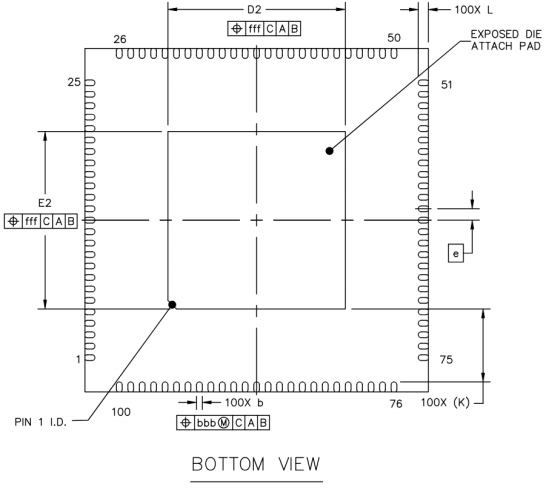 D2
⌖ fff C A B
100X L
26
50
EXPOSED DIE
ATTACH PAD
25
51
E2
⌖ fff C A B
e
1
75
PIN 1 I.D.
100
100X b
76
100X (K)
⌖ bbb Ⓜ C A B
BOTTOM VIEW